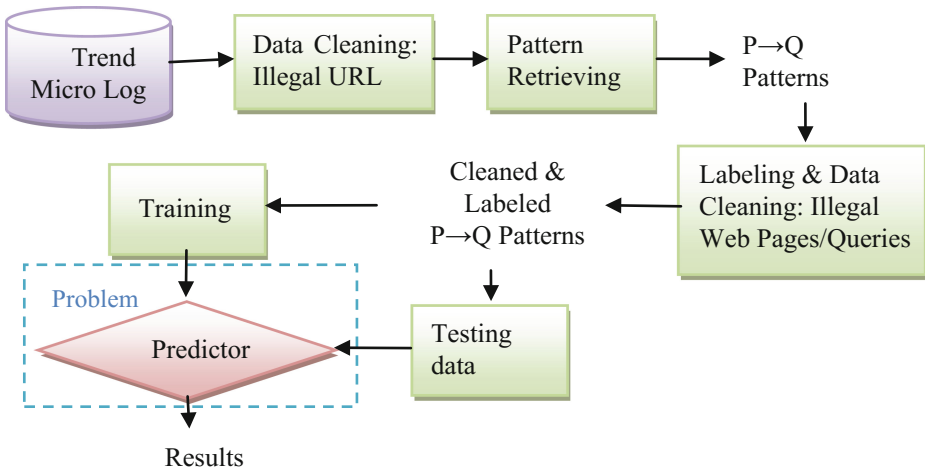 Trend
Micro Log
Data Cleaning:
Illegal URL
Pattern
Retrieving
P→Q
Patterns
Labeling & Data
Cleaning: Illegal
Web Pages/Queries
Cleaned &
Labeled
P→Q Patterns
Training
Problem
Predictor
Testing
data
Results